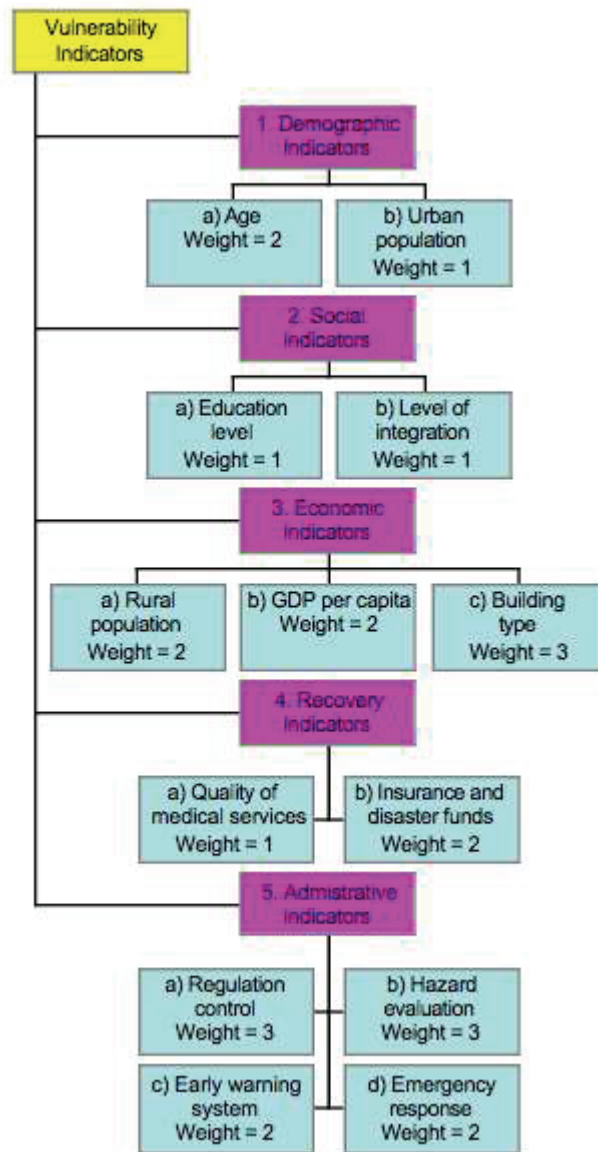 Vulnerability
Indicators
1. Demographic
Indicators
a) Age
Weight = 2
b) Urban
population
Weight = 1
2. Social
Indicators
a) Education
level
Weight = 1
b) Level of
integration
Weight = 1
3. Economic
Indicators
a) Rural
population
Weight = 2
b) GDP per capita
Weight = 2
c) Building
type
Weight = 3
4. Recovery
Indicators
a) Quality of
medical services
Weight = 1
b) Insurance and
disaster funds
Weight = 2
5. Admistrative
Indicators
a) Regulation
control
Weight = 3
b) Hazard
evaluation
Weight = 3
c) Early warning
system
Weight = 2
d) Emergency
response
Weight = 2